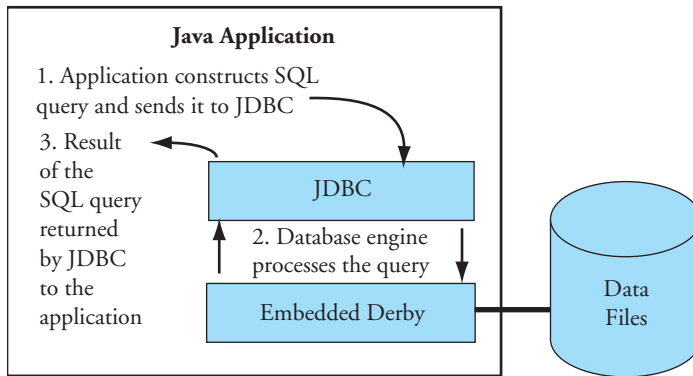 Java Application
1. Application constructs SQL
query and sends it to JDBC
3. Result
of the
SQL query
returned
by JDBC
to the
application
JDBC
2. Database engine
processes the query
Embedded Derby
Data
Files